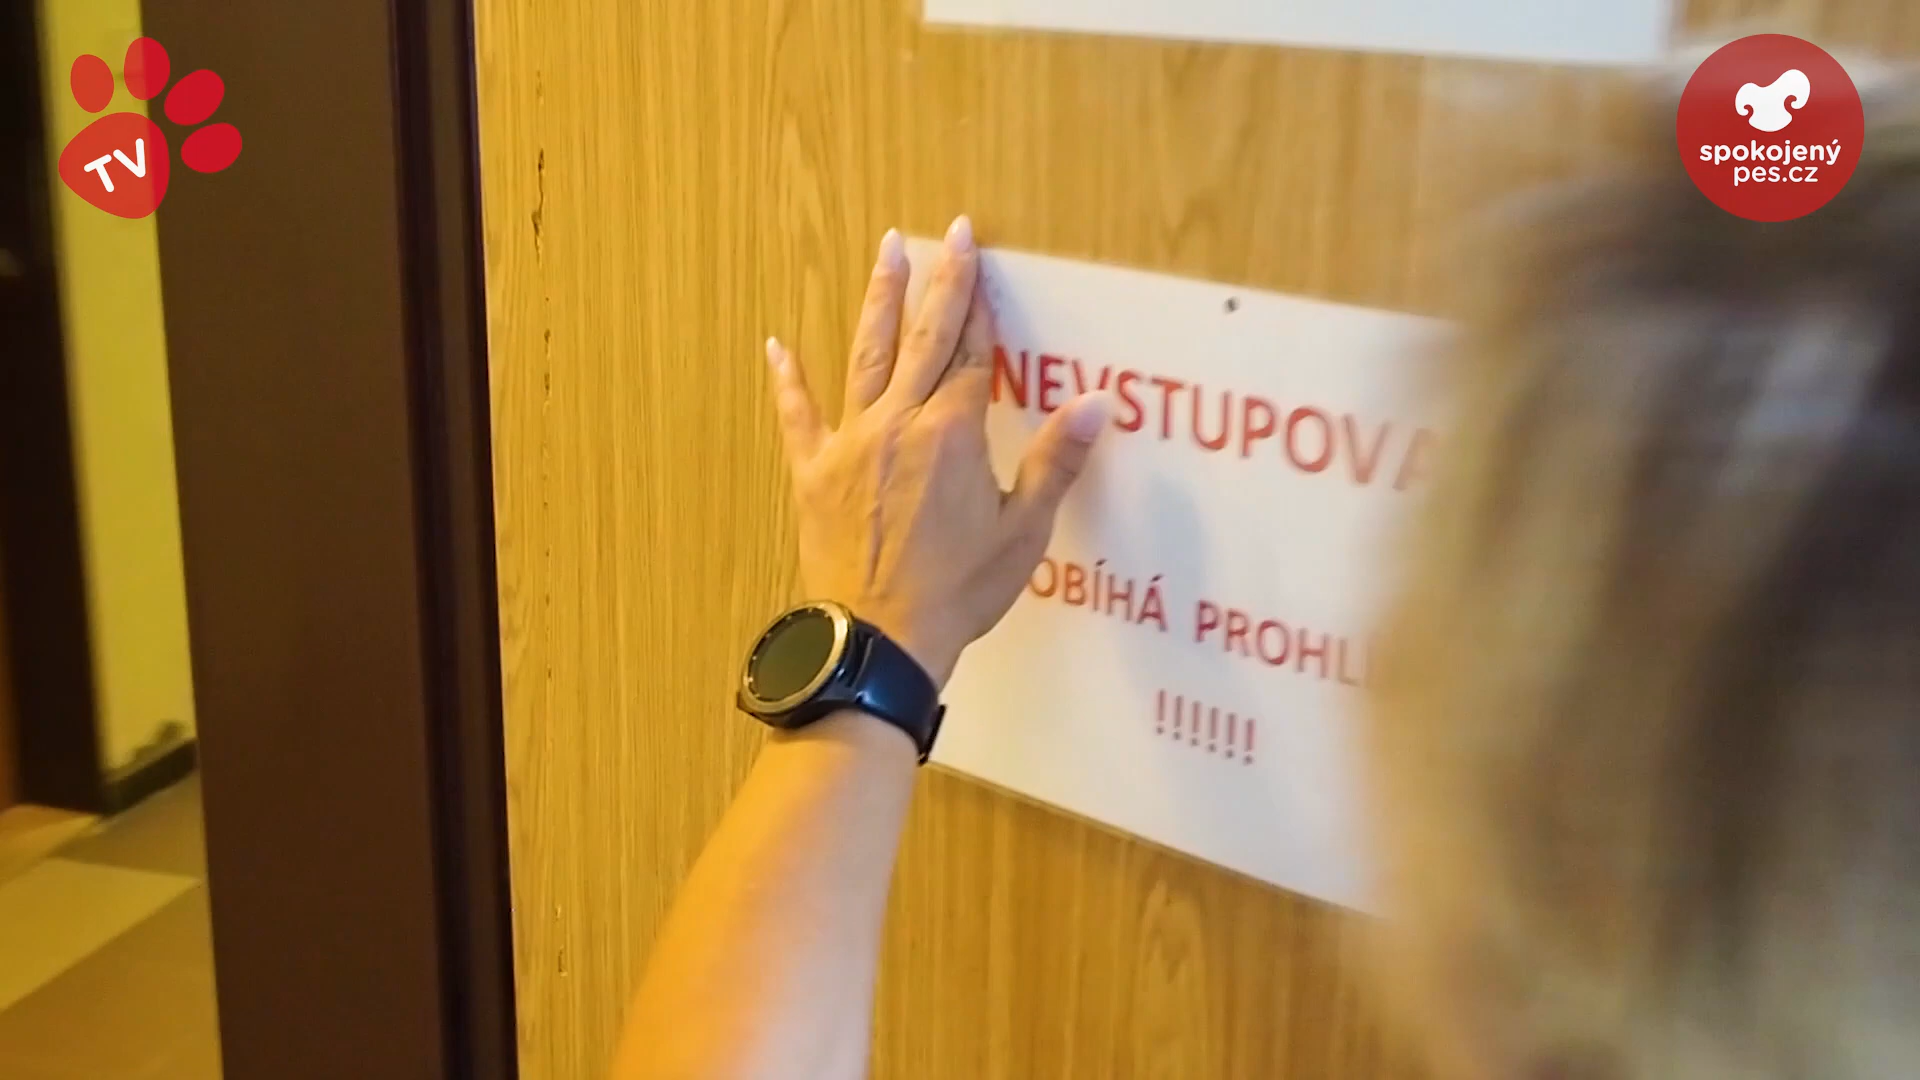 TV
spokojený
pes.cz
NEVSTUPOVA
OBÍHÁ PROHL
!!!!!!